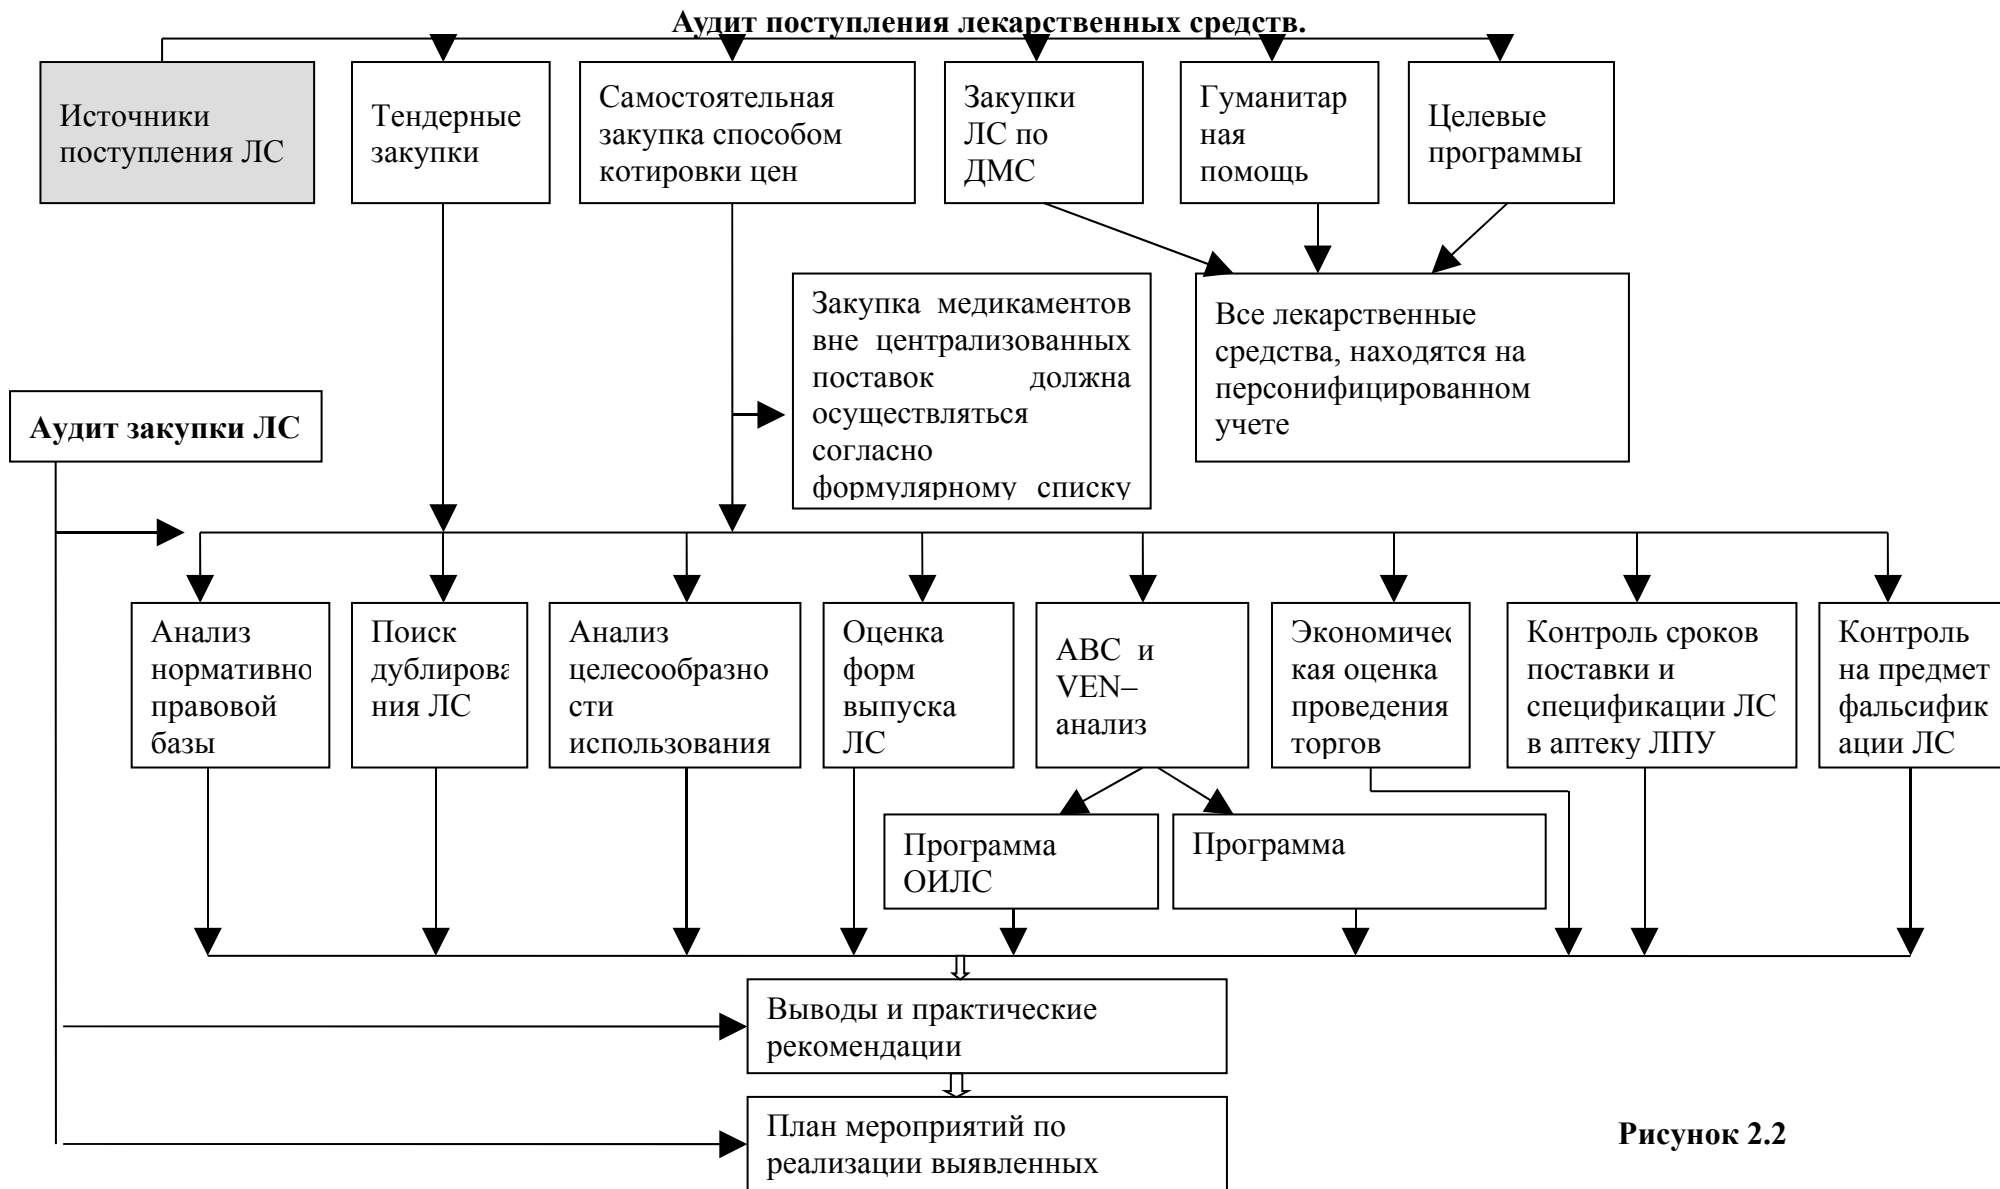 Аудит поступления лекарственных средств.
Источники
поступления ЛС
Тендерные
закупки
Самостоятельная
закупка способом
котировки цен
Закупки
ЛС по
ДМС
Гуманитар
ная
помощь
Целевые
программы
Закупка медикаментов
вне централизованных
поставок должна
осуществляться
согласно
формулярному списку
Все лекарственные
средства, находятся на
персонифицированном
учете
Аудит закупки ЛС
Анализ
нормативно
правовой
базы
Поиск
дублирова
ния ЛС
Анализ
целесообразно
сти
использования
Оценка
форм
выпуска
ЛС
АВС и
VEN–
анализ
Экономичес
кая оценка
проведения
торгов
Контроль сроков
поставки и
спецификации ЛС
в аптеку ЛПУ
Контроль
на предмет
фальсифик
ации ЛС
Программа
ОИЛС
Программа
Выводы и практические
рекомендации
План мероприятий по
реализации выявленных
Рисунок 2.2